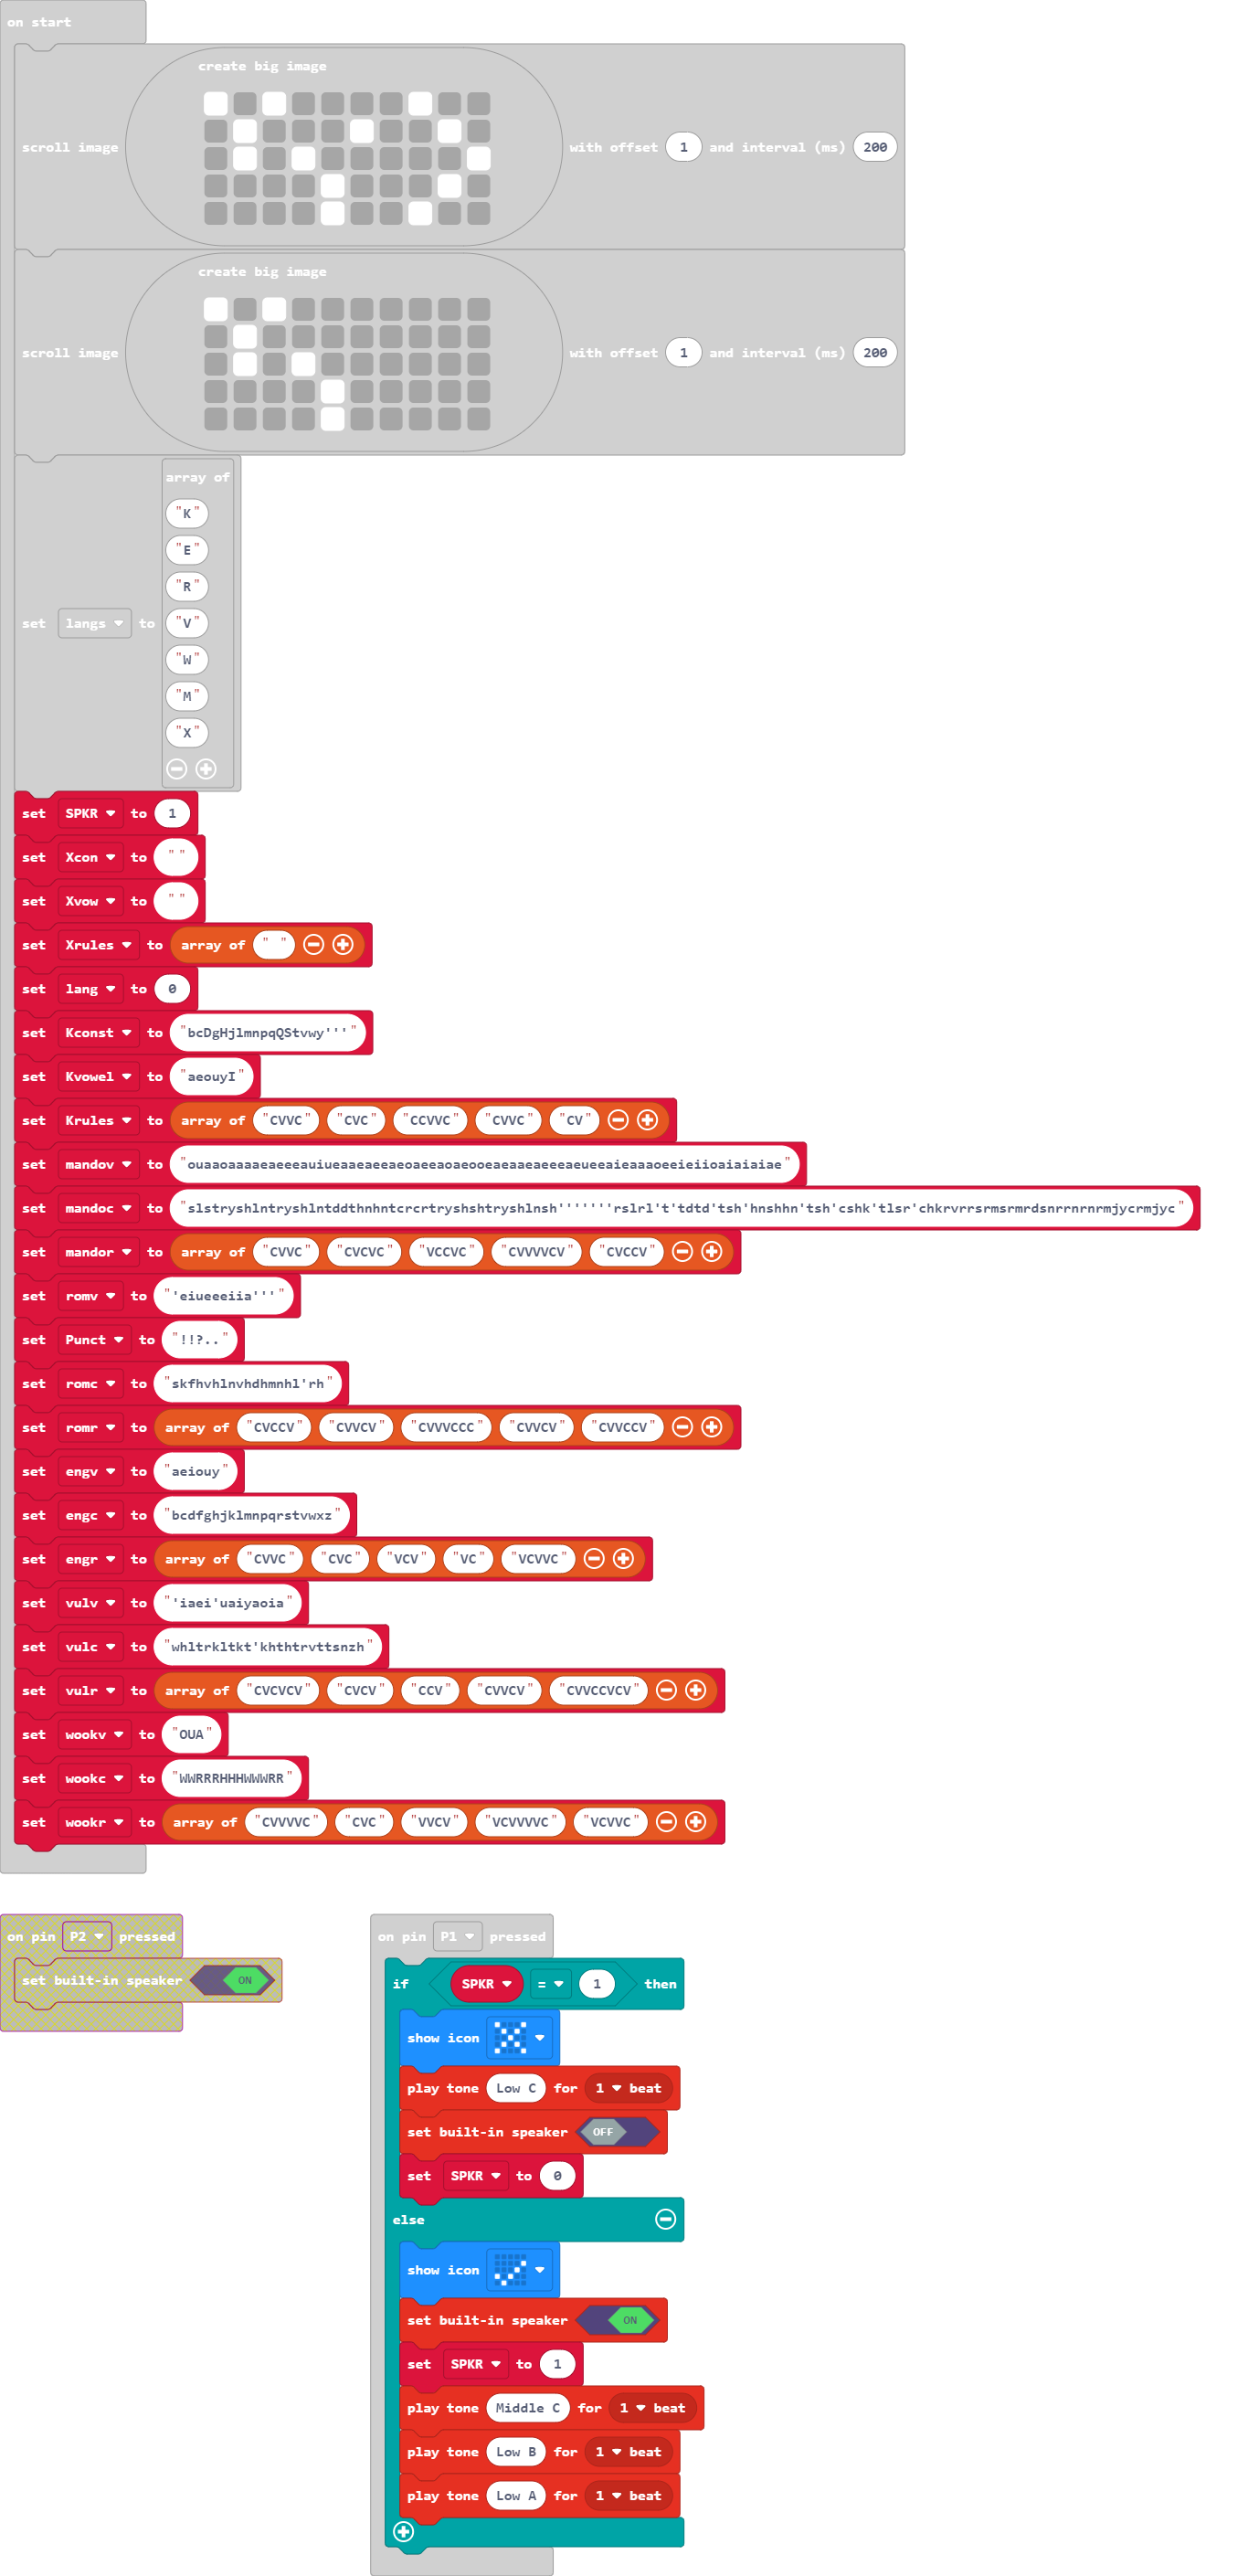 on start
create big image
scroll image with offset 1 and interval (ms) 200
create big image
scroll image with offset 1 and interval (ms) 200
array of
"K"
"E"
"R"
set langs to "V"
"W"
"M"
"X"
set SPKR to 1
set Xcon to ""
set Xvow to ""
set Xrules to array of " "
set lang to 0
set Kconst to "bcDgHjlmnpqQStvwy'''"
set Kvowel to "aeouyI"
set Krules to array of "CVVC" "CVC" "CCVVC" "CVVC" "CV"
set mandov to "ouaaoaaaaeaeeeauiueaaeaeeaeoaeeaoaeooeaeaaeaeeeaeueeaieaaaoeeieiioaiaiaiae"
set mandoc to "slstryshlntryshlntddthnhntcrcrtryshshtryshlnsh'''''''rslrl't'tdtd'tsh'hnshhn'tsh'cshk'tlsr'chkrvrrsrmsrmrdsnrrnrnrmjycrmjyc"
set mandor to array of "CVVC" "CVCVC" "VCCVC" "CVVVVCV" "CVCCV"
set romv to "'eiueeeiia'''"
set Punct to "!!?.."
set romc to "skfhvhlnvhdhmnhl'rh"
set romr to array of "CVCCV" "CVVCV" "CVVVCCC" "CVVCV" "CVVCCV"
set engv to "aeiouy"
set engc to "bcdfghjklmnpqrstvwxz"
set engr to array of "CVVC" "CVC" "VCV" "VC" "VCVVC"
set vulv to "'iaei'uaiyaoia"
set vulc to "whltrkltkt'khthtrvttsnzh"
set vulr to array of "CVCVCV" "CVCV" "CCV" "CVVCV" "CVVCCVCV"
set wookv to "OUA"
set wookc to "WWRRRHHHWWWRR"
set wookr to array of "CVVVVC" "CVC" "VVCV" "VCVVVVC" "VCVVC"
on pin P2 pressed
set built-in speaker ON
on pin P1 pressed
if SPKR = 1 then
show icon
play tone Low C for 1 beat
set built-in speaker OFF
set SPKR to 0
else
show icon
set built-in speaker ON
set SPKR to 1
play tone Middle C for 1 beat
play tone Low B for 1 beat
play tone Low A for 1 beat